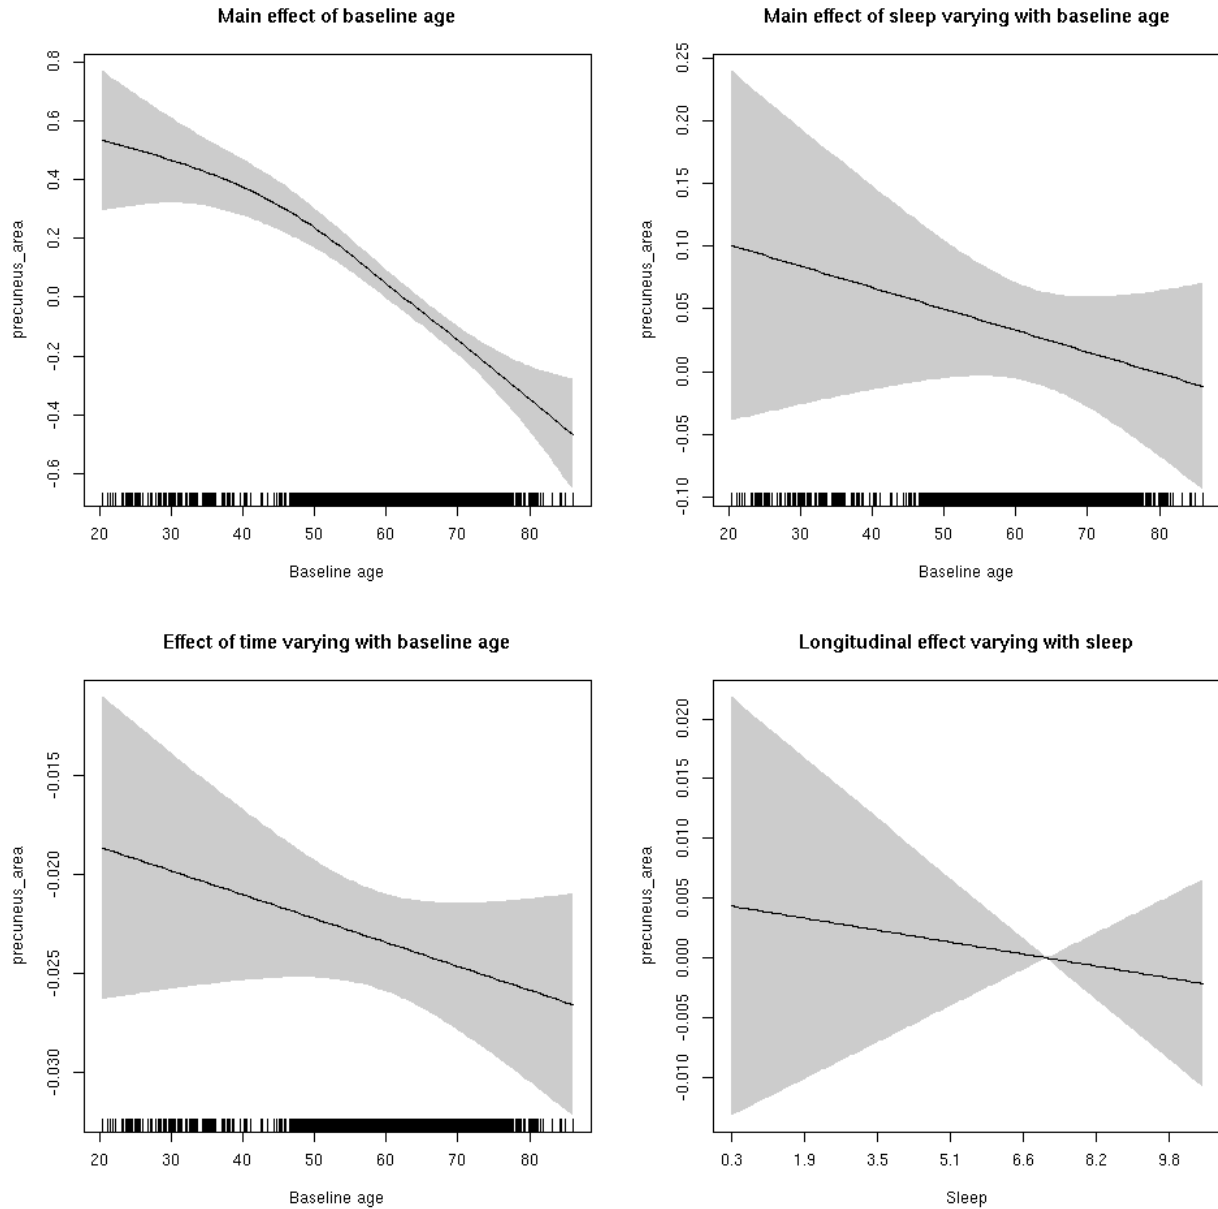 Main effect of baseline age
precuneus_area
0.8
0.6
0.4
0.2
0.0
-0.2
-0.4
-0.6
20 30 40 50 60 70 80
Baseline age
Main effect of sleep varying with baseline age
precuneus_area
0.25
0.20
0.15
0.10
0.05
0.00
-0.05
-0.10
20 30 40 50 60 70 80
Baseline age
Effect of time varying with baseline age
precuneus_area
-0.015
-0.020
-0.025
-0.030
20 30 40 50 60 70 80
Baseline age
Longitudinal effect varying with sleep
precuneus_area
0.020
0.015
0.010
0.005
0.000
-0.005
-0.010
0.3 1.9 3.5 5.1 6.6 8.2 9.8
Sleep